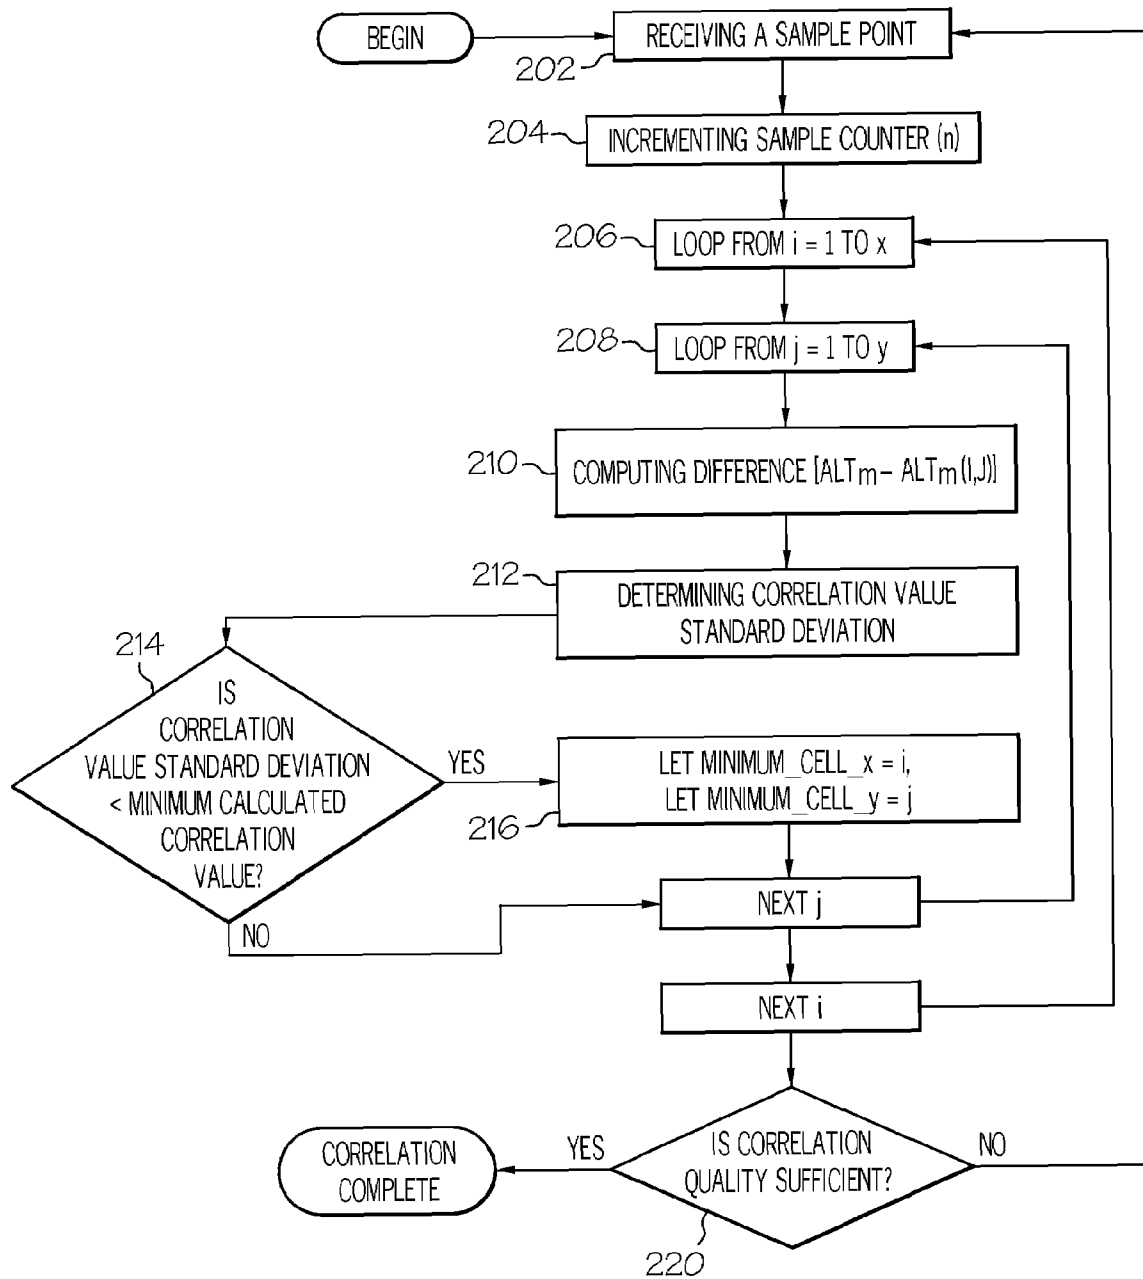 BEGIN
RECEIVING A SAMPLE POINT
202
204
INCREMENTING SAMPLE COUNTER (n)
206
LOOP FROM i = 1 TO x
208
LOOP FROM j = 1 TO y
210
COMPUTING DIFFERENCE [ALTm - ALTm(I,J)]
212
DETERMINING CORRELATION VALUE
STANDARD DEVIATION
214
IS
CORRELATION
VALUE STANDARD DEVIATION
< MINIMUM CALCULATED
CORRELATION
VALUE?
YES
LET MINIMUM_CELL_x = i,
LET MINIMUM_CELL_y = j
216
NO
NEXT j
NEXT i
IS CORRELATION
QUALITY SUFFICIENT?
YES
NO
CORRELATION
COMPLETE
220